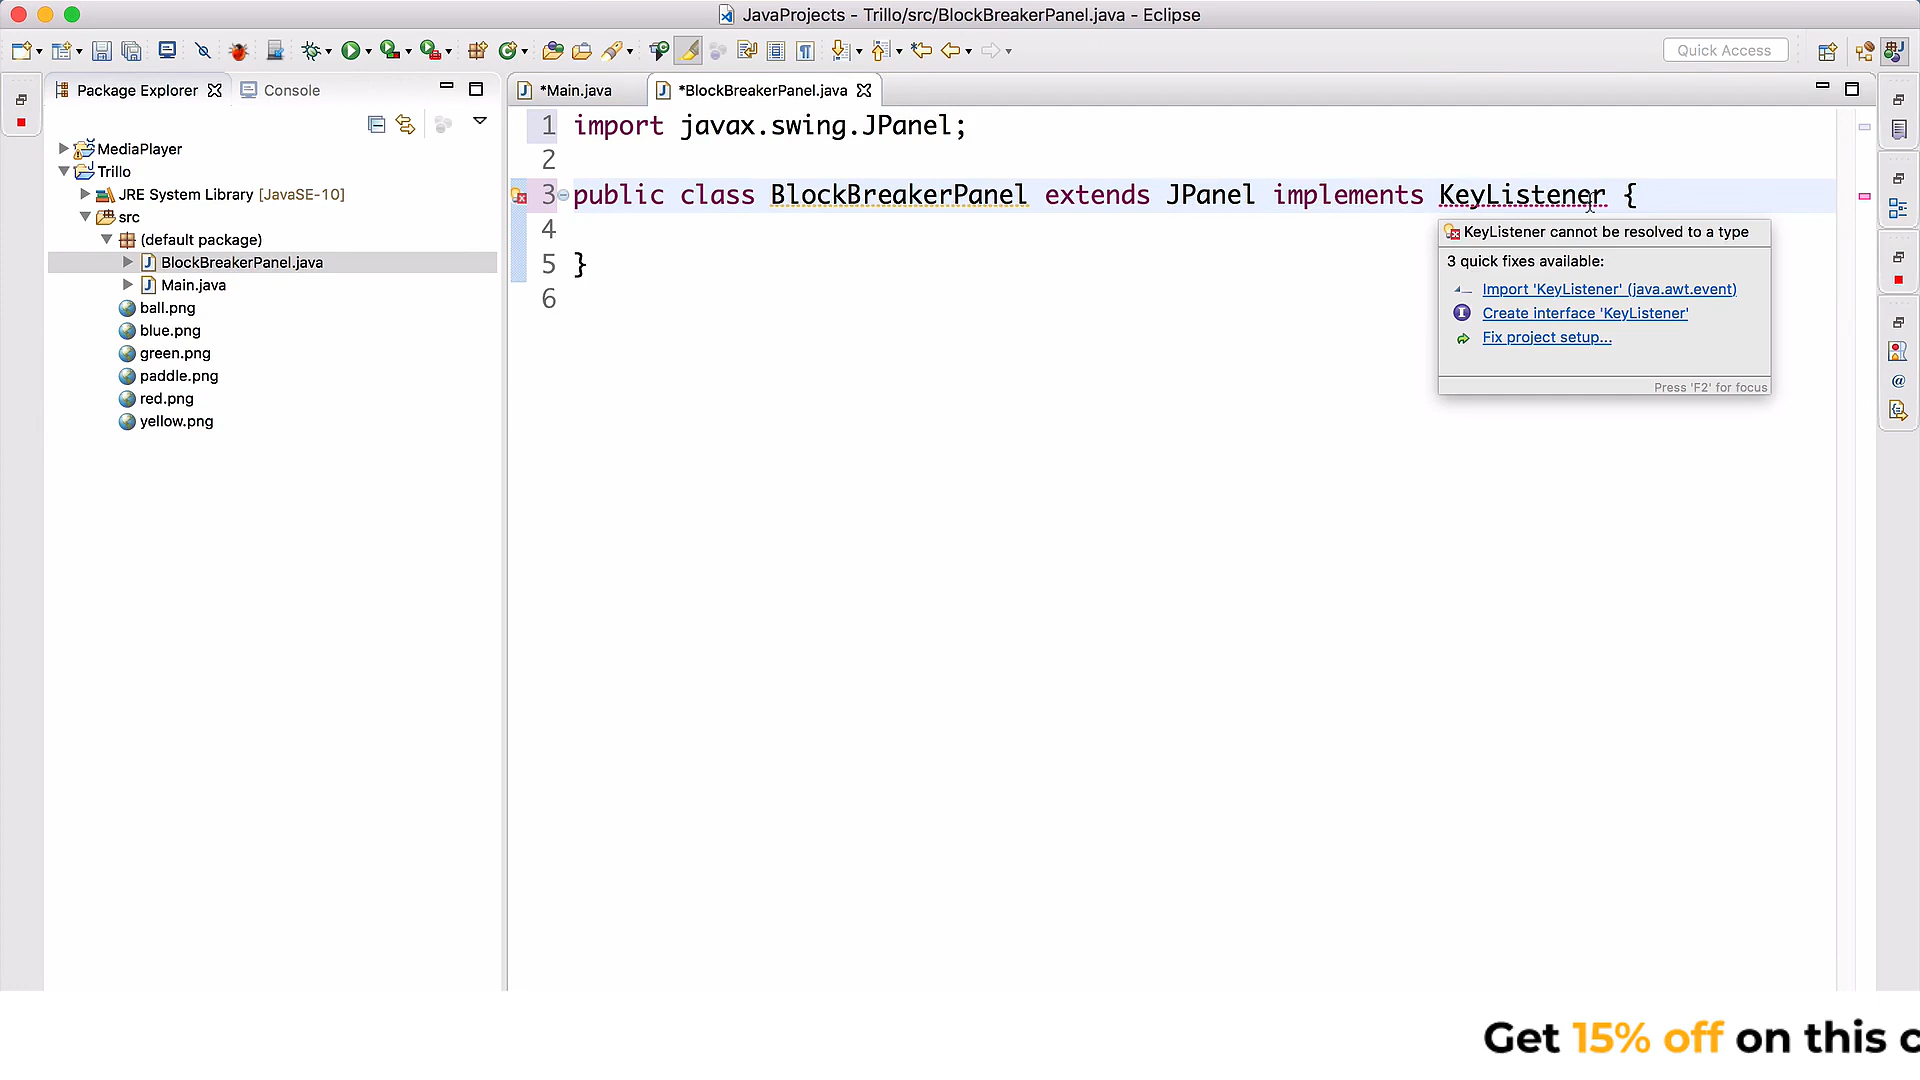 JavaProjects - Trillo/src/BlockBreakerPanel.java - Eclipse
Quick Access
Package Explorer
Console
*Main.java
*BlockBreakerPanel.java
MediaPlayer
Trillo
JRE System Library [JavaSE-10]
src
(default package)
BlockBreakerPanel.java
Main.java
ball.png
blue.png
green.png
paddle.png
red.png
yellow.png
1 import javax.swing.JPanel;
2
3 public class BlockBreakerPanel extends JPanel implements KeyListener {
4
5 }
6
KeyListener cannot be resolved to a type
3 quick fixes available:
Import 'KeyListener' (java.awt.event)
Create interface 'KeyListener'
Fix project setup...
Press 'F2' for focus
Get 15% off on this c